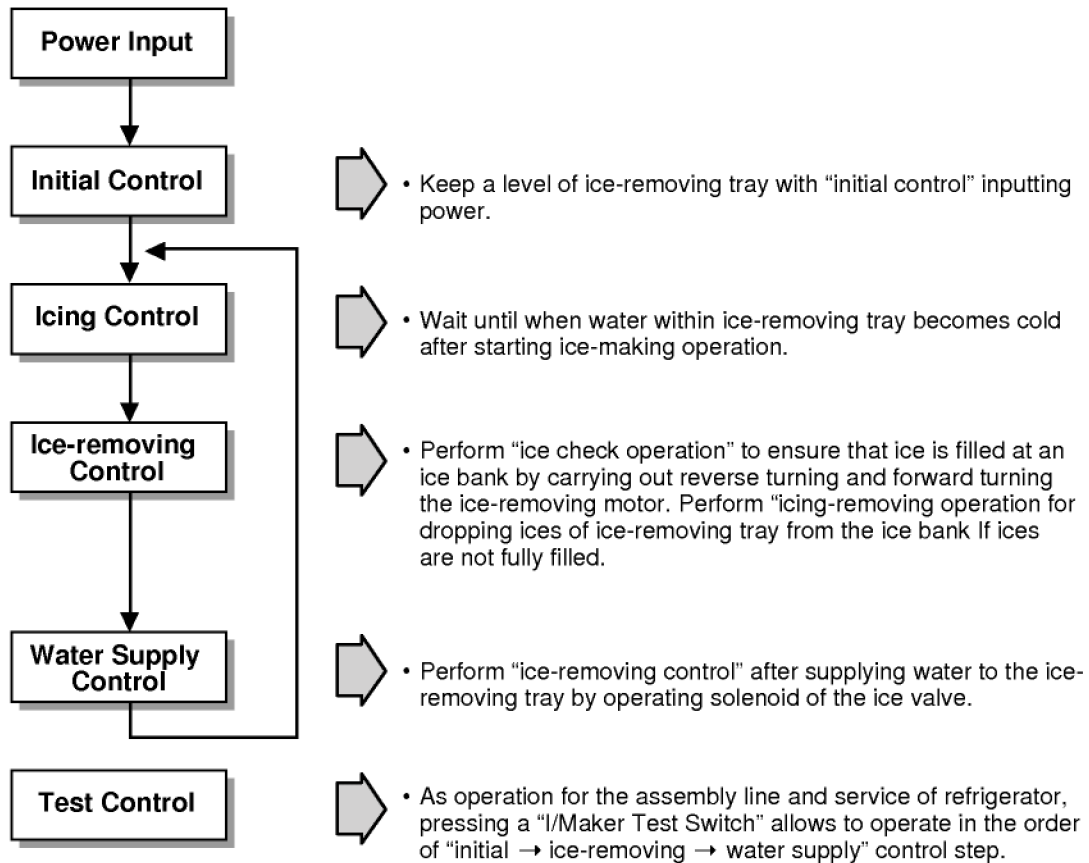 Power Input
Initial Control
• Keep a level of ice-removing tray with “initial control” inputting
power.
Icing Control
• Wait until when water within ice-removing tray becomes cold
after starting ice-making operation.
Ice-removing
Control
• Perform “ice check operation” to ensure that ice is filled at an
ice bank by carrying out reverse turning and forward turning
the ice-removing motor. Perform “icing-removing operation for
dropping ices of ice-removing tray from the ice bank If ices
are not fully filled.
Water Supply
Control
• Perform “ice-removing control” after supplying water to the ice-
removing tray by operating solenoid of the ice valve.
Test Control
• As operation for the assembly line and service of refrigerator,
pressing a “I/Maker Test Switch” allows to operate in the order
of “initial → ice-removing → water supply” control step.